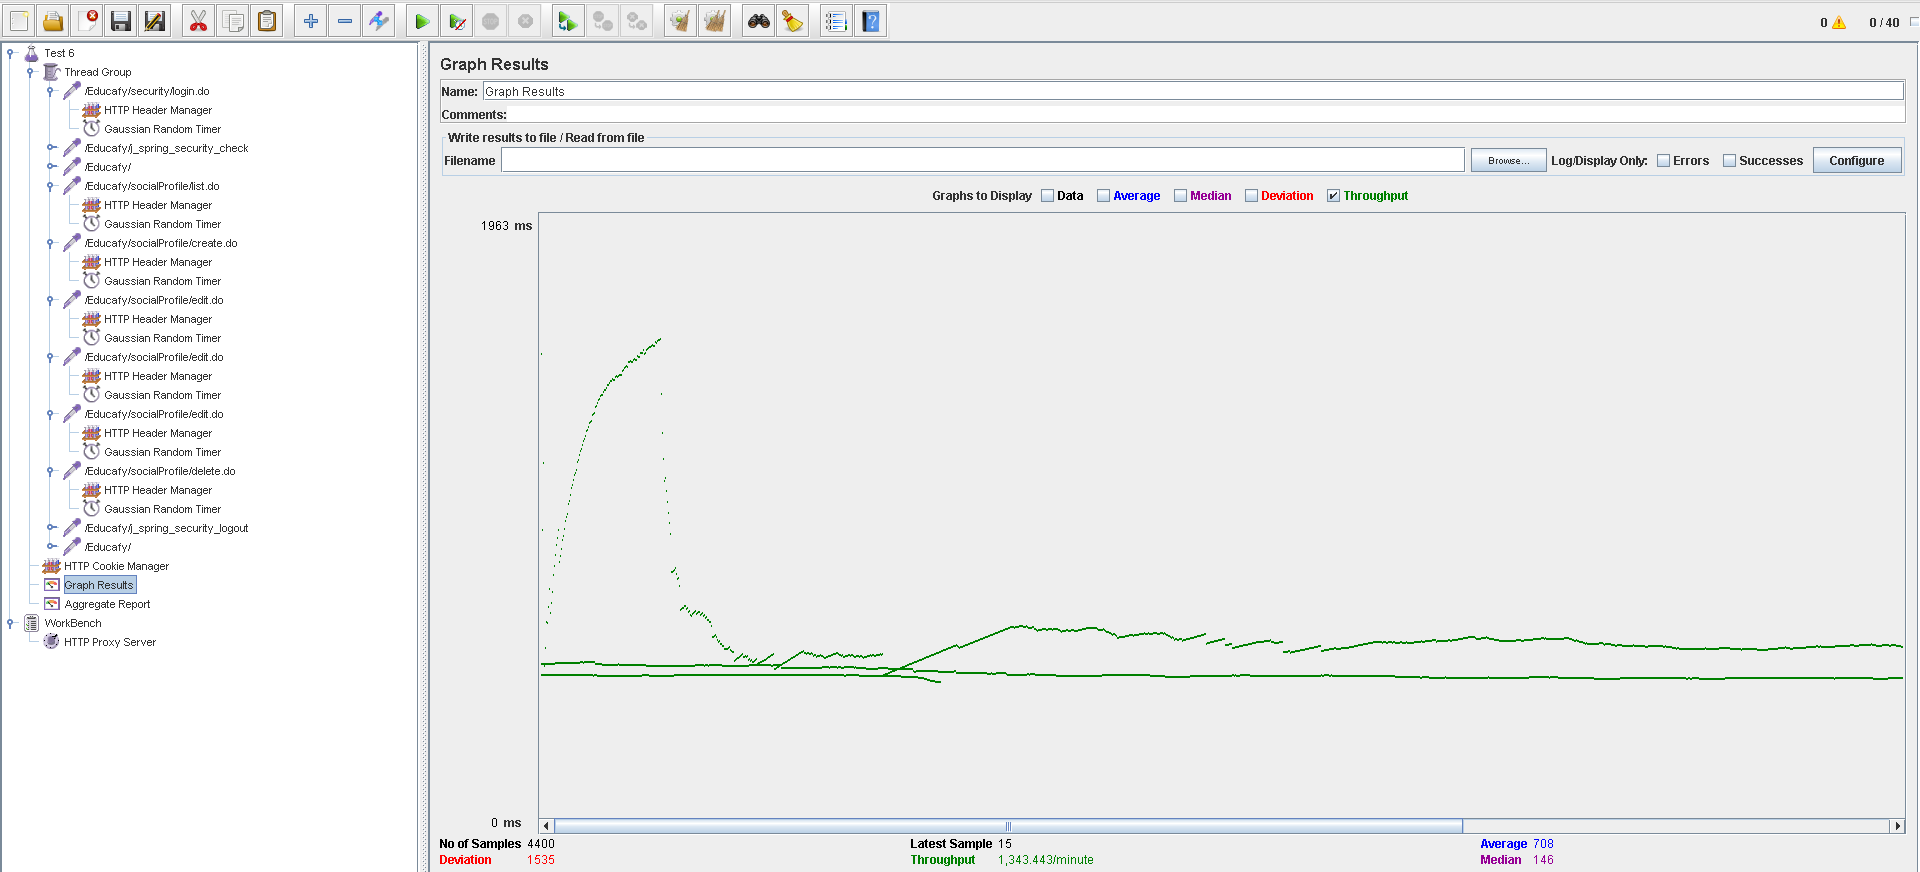 0 0 / 40
Test 6
Thread Group
/Educafy/security/login.do
HTTP Header Manager
Gaussian Random Timer
/Educafy/j_spring_security_check
/Educafy/
/Educafy/socialProfile/list.do
HTTP Header Manager
Gaussian Random Timer
/Educafy/socialProfile/create.do
HTTP Header Manager
Gaussian Random Timer
/Educafy/socialProfile/edit.do
HTTP Header Manager
Gaussian Random Timer
/Educafy/socialProfile/edit.do
HTTP Header Manager
Gaussian Random Timer
/Educafy/socialProfile/edit.do
HTTP Header Manager
Gaussian Random Timer
/Educafy/socialProfile/delete.do
HTTP Header Manager
Gaussian Random Timer
/Educafy/j_spring_security_logout
/Educafy/
HTTP Cookie Manager
Graph Results
Aggregate Report
WorkBench
HTTP Proxy Server
Graph Results
Name: Graph Results
Comments:
Write results to file / Read from file
Filename Browse... Log/Display Only: Errors Successes Configure
Graphs to Display Data Average Median Deviation Throughput
1963 ms
0 ms
No of Samples 4400 Latest Sample 15 Average 708
Deviation 1535 Throughput 1,343.443/minute Median 146